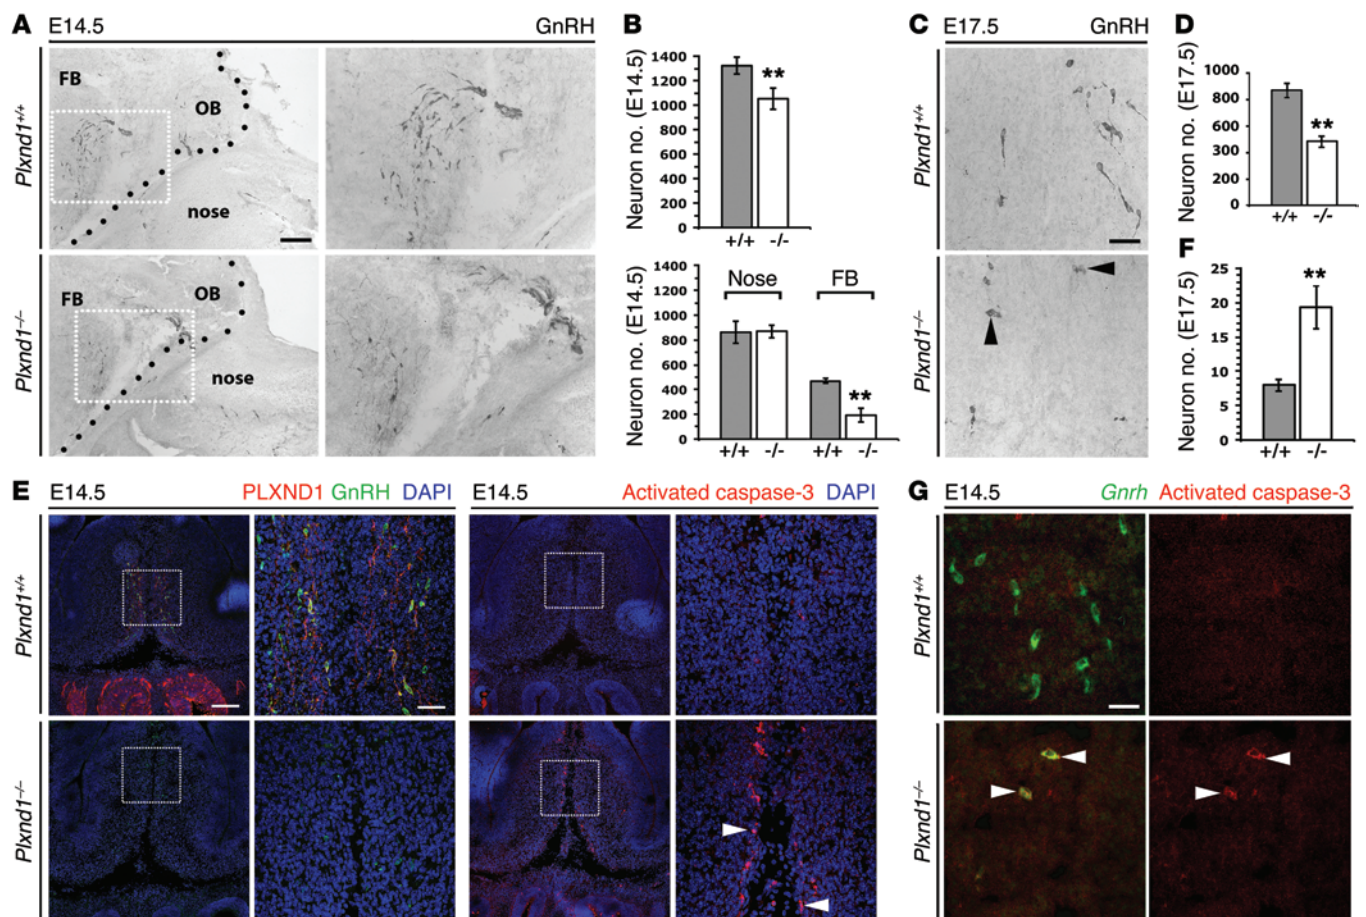 A E14.5 GnRH
Plxnd1+/+
FB
OB
nose
Plxnd1−/−
FB
OB
nose
B
Neuron no. (E14.5)
1400
1200
1000
800
600
400
200
0
**
+/+ -/-
Neuron no. (E14.5)
1400
1200
1000
800
600
400
200
0
Nose FB
**
+/+ -/- +/+ -/-
C E17.5 GnRH
Plxnd1+/+
Plxnd1−/−
D
Neuron no. (E17.5)
1000
800
600
300
200
0
**
+/+ -/-
F
Neuron no. (E17.5)
25
20
15
10
5
0
**
+/+ -/-
E E14.5 PLXND1 GnRH DAPI
E14.5 Activated caspase-3 DAPI
Plxnd1+/+
Plxnd1−/−
G E14.5 Gnrh Activated caspase-3
Plxnd1+/+
Plxnd1−/−